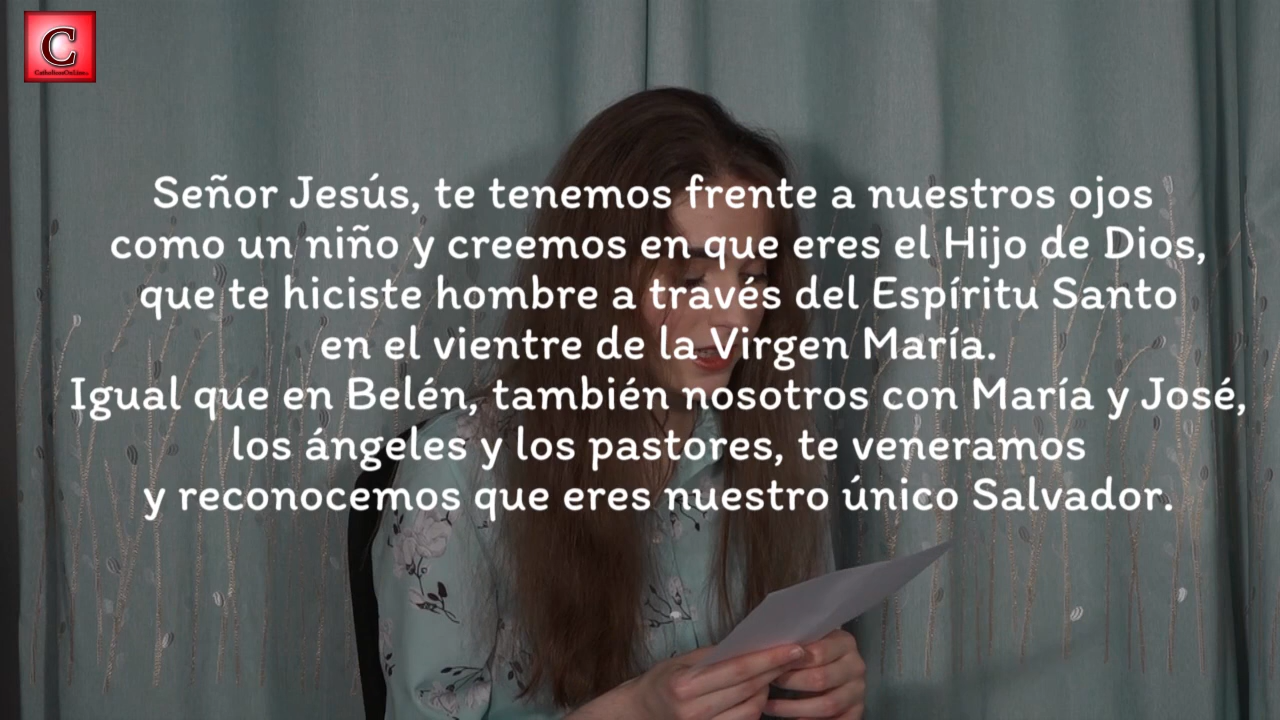 C
Señor Jesús, te tenemos frente a nuestros ojos
como un niño y creemos en que eres el Hijo de Dios,
que te hiciste hombre a través del Espíritu Santo
en el vientre de la Virgen María.
Igual que en Belén, también nosotros con María y José,
los ángeles y los pastores, te veneramos
y reconocemos que eres nuestro único Salvador.